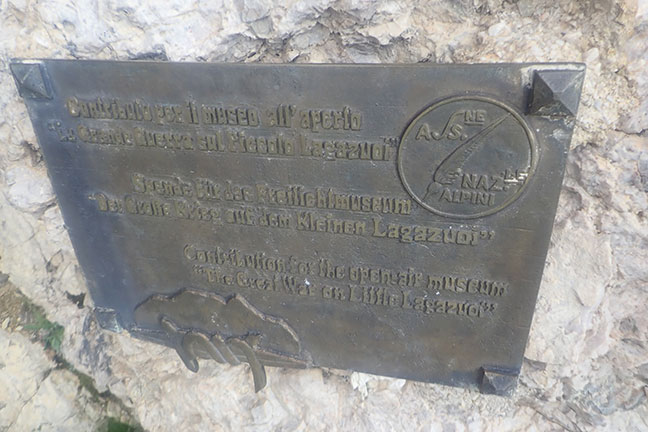 Contributo per il museo all'aperto
"La Grande Guerra sul Piccolo Lagazuoi"
Spende für das Freilichtmuseum
"Der Große Krieg auf dem Kleinen Lagazuoi"
Contribution for the open air museum
"The Great War on Little Lagazuoi"
ASS.NE
NAZ.LE
ALPINI